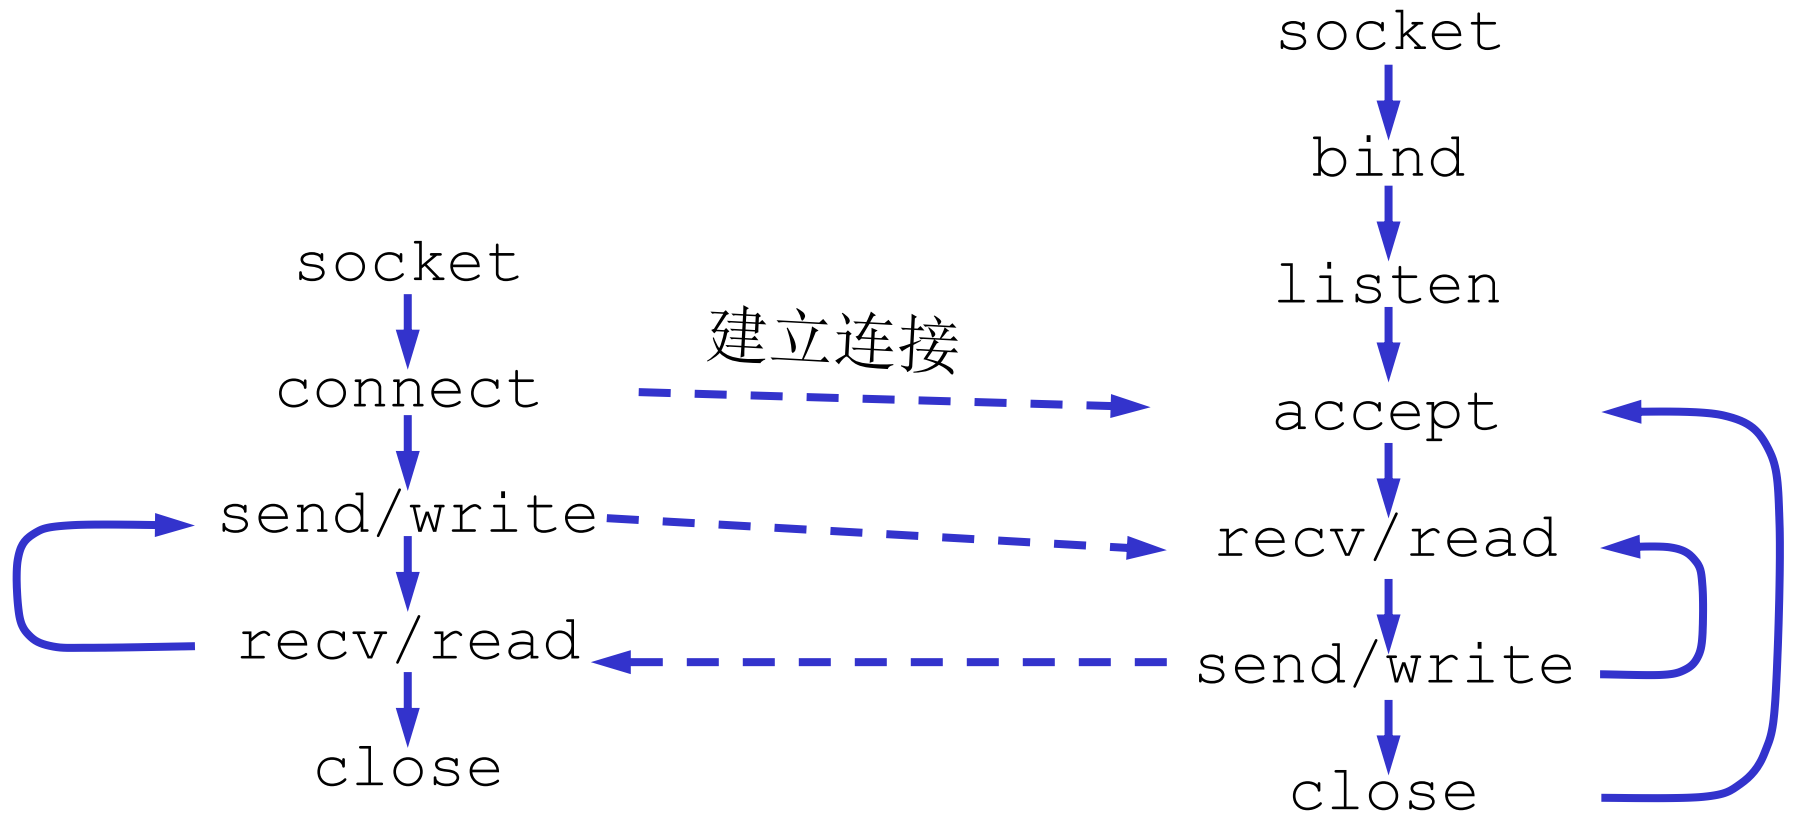 socket
connect
send/write
recv/read
close
建立连接
socket
bind
listen
accept
recv/read
send/write
close